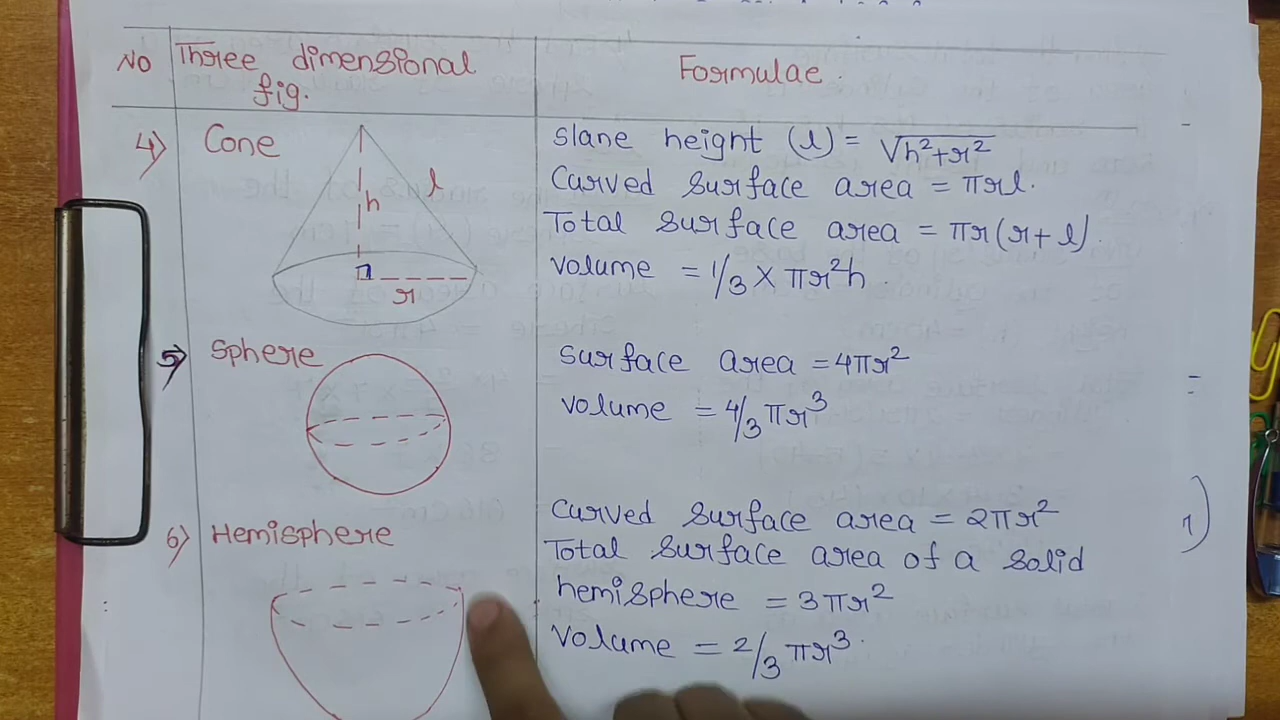 NO Three dimensional fig. Formulae.
4) Cone
h
l
r
Slane height (l) = √h²+r²
Curved surface area = πrl.
Total surface area = πr(r+l).
Volume = 1/3 × πr²h
5) Sphere
Surface area = 4πr²
Volume = 4/3 πr³
6) Hemisphere
Curved surface area = 2πr²
Total surface area of a solid
hemisphere = 3πr²
Volume = 2/3 πr³.